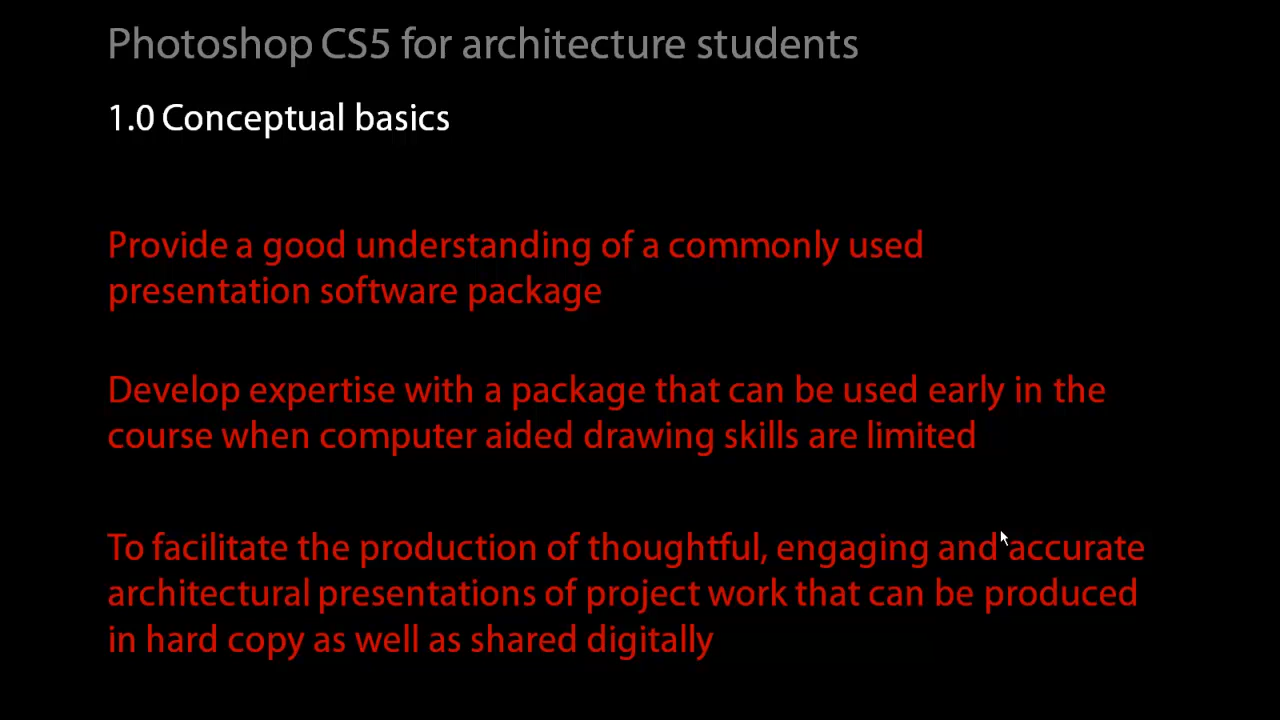 Photoshop CS5 for architecture students
1.0 Conceptual basics
Provide a good understanding of a commonly used
presentation software package
Develop expertise with a package that can be used early in the
course when computer aided drawing skills are limited
To facilitate the production of thoughtful, engaging and accurate
architectural presentations of project work that can be produced
in hard copy as well as shared digitally